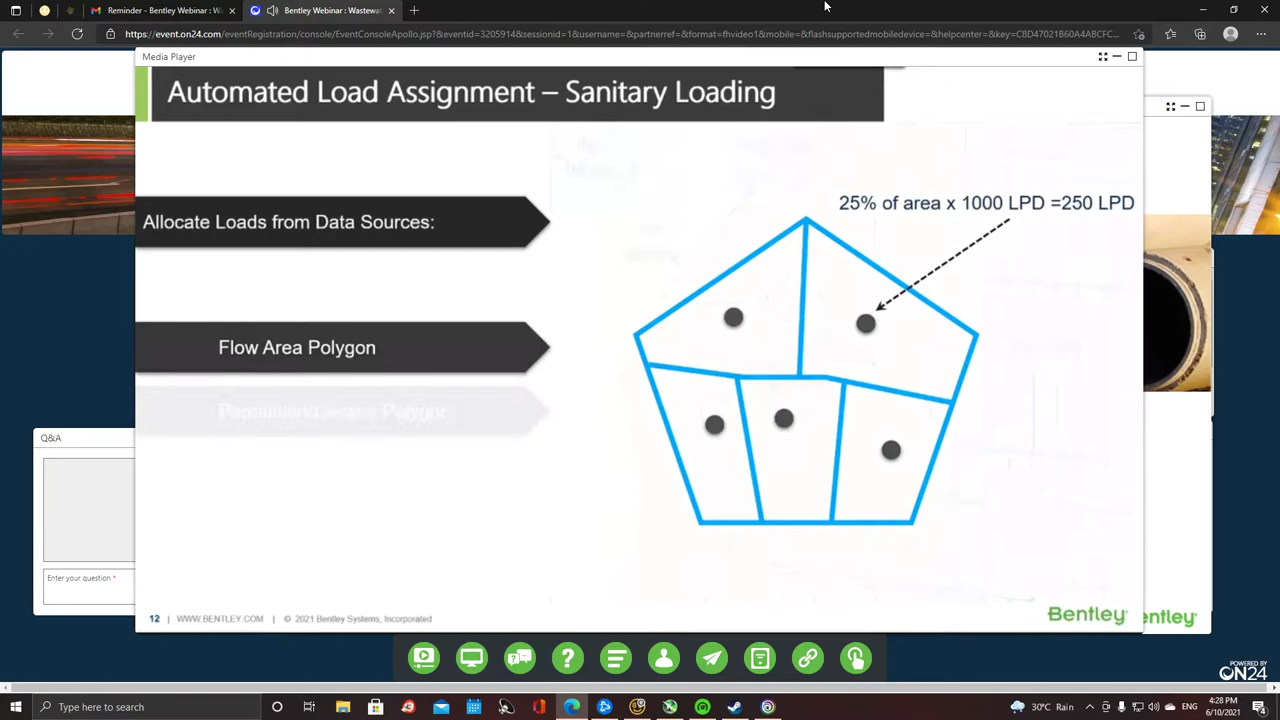 Reminder - Bentley Webinar: Wa
Bentley Webinar: Wastewat
https://event.on24.com/eventRegistration/console/EventConsoleApollo.jsp?&eventid=3205914&sessionid=1&username=&partnerref=&format=fhvideo1&mobile=&flashsupportedmobiledevice=&helpcenter=&key=C8D47021B60A4ABCFC...
Media Player
Automated Load Assignment – Sanitary Loading
25% of area x 1000 LPD =250 LPD
Allocate Loads from Data Sources:
Flow Area Polygon
Q&A
Enter your question *
12 | WWW.BENTLEY.COM | © 2021 Bentley Systems, Incorporated
Bentley
entley
POWERED BY
ON24
Type here to search
30°C Rain
4:28 PM
6/10/2021